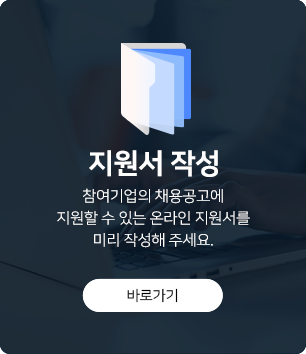 지원서 작성
참여기업의 채용공고에
지원할 수 있는 온라인 지원서를
미리 작성해 주세요.
바로가기